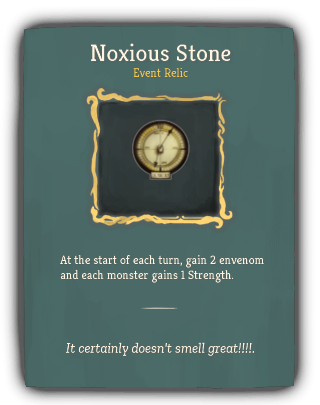 Noxious Stone
Event Relic
At the start of each turn, gain 2 envenom
and each monster gains 1 Strength.
It certainly doesn't smell great!!!!.